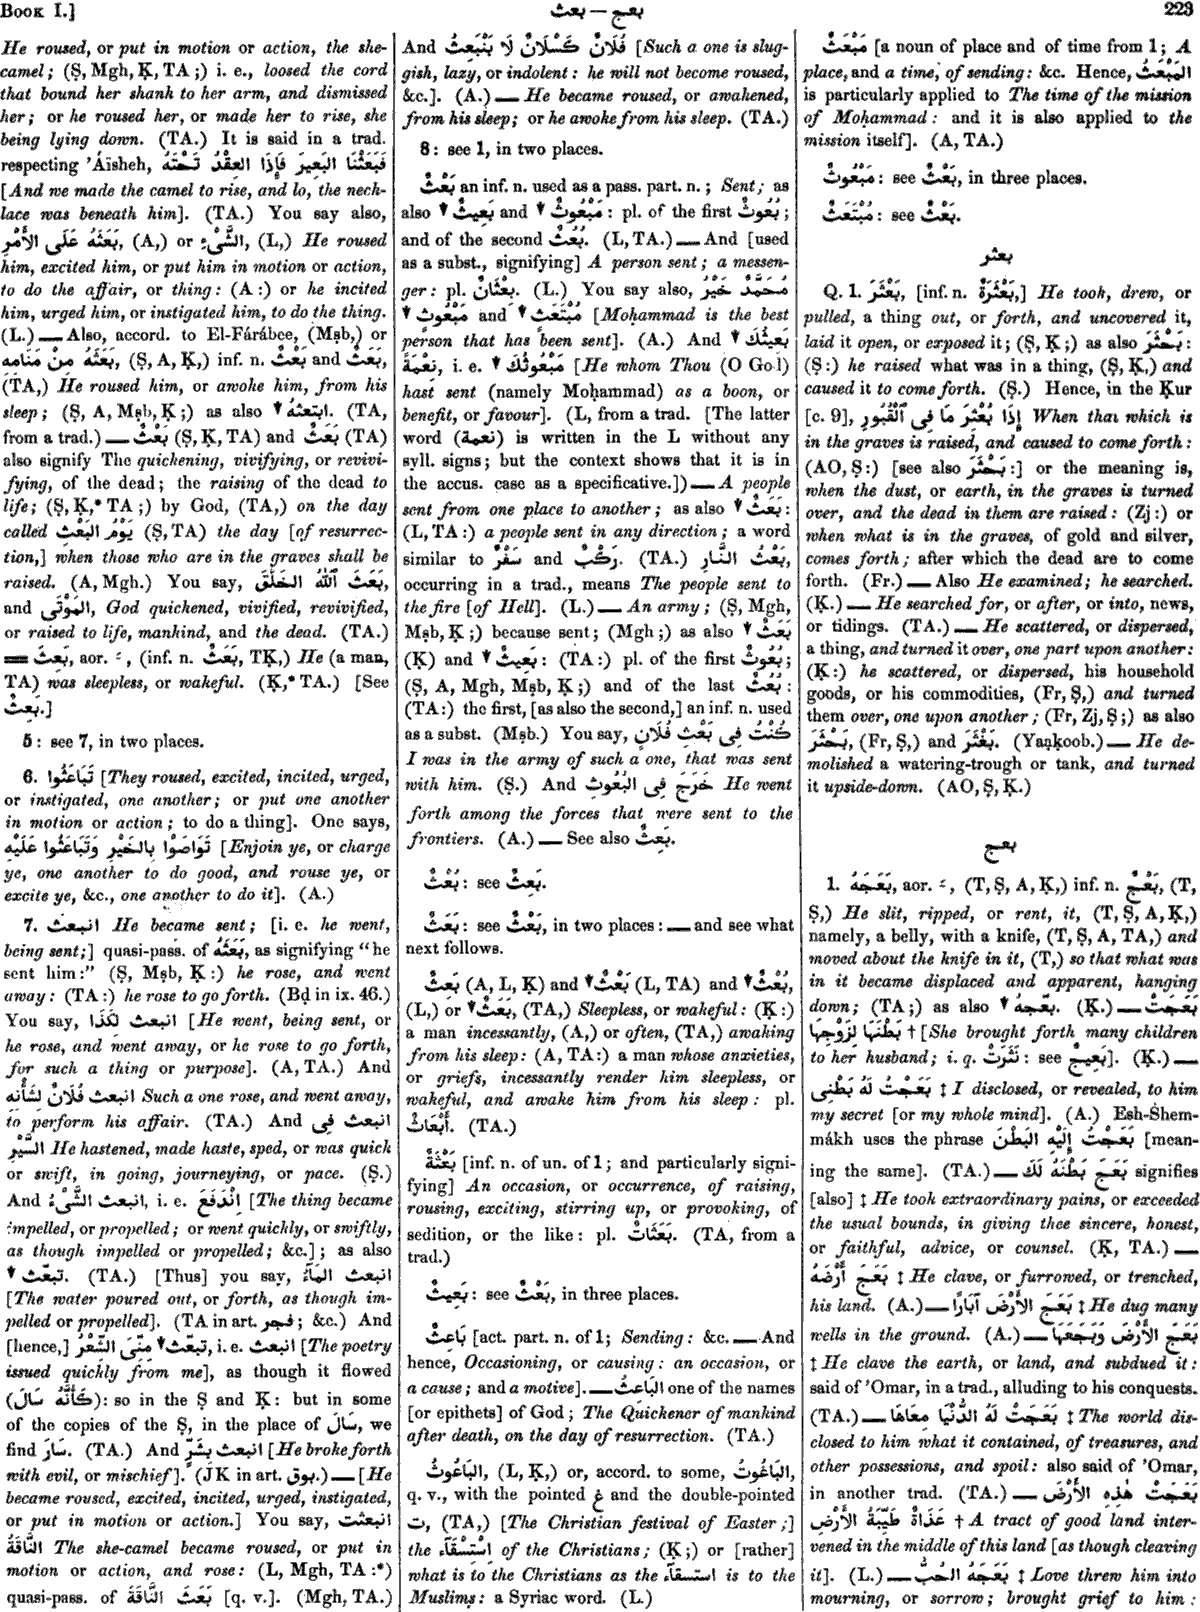 BOOK I.]
بعث — بعج
223
He roused, or put in motion or action, the she-
camel; (Ṣ, Mgh, Ḳ, TA;) i. e., loosed the cord
that bound her shank to her arm, and dismissed
her; or he roused her, or made her to rise, she
being lying down. (TA.) It is said in a trad.
respecting 'Áïsheh, فَبَعَثْنَا البَعِيرَ فَإِذَا العِقْدُ تَحْتَهُ
[And we made the camel to rise, and lo, the neck-
lace was beneath him]. (TA.) You say also,
بَعَثَهُ عَلَى الأَمْرِ, (A,) or الشَّىْءِ, (L,) He roused
him, excited him, or put him in motion or action,
to do the affair, or thing: (A:) or he incited
him, urged him, or instigated him, to do the thing.
(L.) — Also, accord. to El-Fárábee, (Mṣb,) or
بَعَثَهُ مِنْ مَنَامِهِ, (Ṣ, A, Ḳ,) inf. n. بَعْثٌ and بَعَثٌ,
(TA,) He roused him, or awoke him, from his
sleep; (Ṣ, A, Mṣb, Ḳ;) as also ▼ ابتعثهُ. (TA,
from a trad.) — بَعْثٌ (Ṣ, Ḳ, TA) and بَعَثٌ (TA)
also signify The quickening, vivifying, or revivi-
fying, of the dead; the raising of the dead to
life; (Ṣ, Ḳ,* TA;) by God, (TA,) on the day
called يَوْمُ البَعْثِ (Ṣ, TA) the day [of resurrec-
tion,] when those who are in the graves shall be
raised. (A, Mgh.) You say, بَعَثَ ٱللّٰهُ الخَلْقَ,
and المَوْتَى, God quickened, vivified, revivified,
or raised to life, mankind, and the dead. (TA.)
═ بَعِثَ, aor. ـَ, (inf. n. بَعَثٌ, TḲ,) He (a man,
TA) was sleepless, or wakeful. (Ḳ,* TA.) [See
بَعِثٌ.]
5: see 7, in two places.
6. تَبَاعَثُوا [They roused, excited, incited, urged,
or instigated, one another; or put one another
in motion or action; to do a thing]. One says,
تَوَاصَوْا بِالخَيْرِ وَتَبَاعَثُوا عَلَيْهِ [Enjoin ye, or charge
ye, one another to do good, and rouse ye, or
excite ye, &c., one another to do it]. (A.)
7. انبعث He became sent; [i. e. he went,
being sent;] quasi-pass. of بَعَثَهُ, as signifying "he
sent him:" (Ṣ, Mṣb, Ḳ:) he rose, and went
away: (TA:) he rose to go forth. (Bḍ in ix. 46.)
You say, انبعث لِكَذَا [He went, being sent, or
he rose, and went away, or he rose to go forth,
for such a thing or purpose]. (A, TA.) And
انبعث فُلَانٌ لِشَأْنِهِ Such a one rose, and went away,
to perform his affair. (TA.) And انبعث فِى
السَّيْرِ He hastened, made haste, sped, or was quick
or swift, in going, journeying, or pace. (Ṣ.)
And انبعث الشَّىْءُ, i. e. اِنْدَفَعَ [The thing became
impelled, or propelled; or went quickly, or swiftly,
as though impelled or propelled; &c.]; as also
▼ تبعّث. (TA.) [Thus] you say, انبعث المَآءُ
[The water poured out, or forth, as though im-
pelled or propelled]. (TA in art. فجر; &c.) And
[hence,] تبعّث▼ مِنِّى الشِّعْرُ, i. e. انبعث [The poetry
issued quickly from me], as though it flowed
(كَأَنَّهُ سَالَ): so in the Ṣ and Ḳ: but in some
of the copies of the Ṣ, in the place of سَالَ, we
find سَارَ. (TA.) And انبعث بِشَرٍّ [He broke forth
with evil, or mischief]. (JK in art. بوق.) — [He
became roused, excited, incited, urged, instigated,
or put in motion or action.] You say, انبعثت
النَّاقَةُ The she-camel became roused, or put in
motion or action, and rose: (L, Mgh, TA:*)
quasi-pass. of بَعَثَ النَّاقَةَ [q. v.]. (Mgh, TA.)
And فُلَانٌ كَسْلَانٌ لَا يَنْبَعِثُ [Such a one is slug-
gish, lazy, or indolent: he will not become roused,
&c.]. (A.) — He became roused, or awakened,
from his sleep; or he awoke from his sleep. (TA.)
8: see 1, in two places.
بَعْثٌ an inf. n. used as a pass. part. n.; Sent; as
also ▼ بَعِيثٌ and ▼ مَبْعُوثٌ: pl. of the first بُعُوثٌ;
and of the second بُعُثٌ. (L, TA.) — And [used
as a subst., signifying] A person sent; a messen-
ger: pl. بُعْثَانٌ. (L.) You say also, مُحَمَّدٌ خَيْرُ
▼ مَبْعُوثٍ and ▼ مُبْتَعَثٍ [Mohammad is the best
person that has been sent]. (A.) And ▼ بَعِيثُكَ
نِعْمَةً, i. e. ▼ مَبْعُوثُكَ [He whom Thou (O God)
hast sent (namely Moḥammad) as a boon, or
benefit, or favour]. (L, from a trad. [The latter
word (نعمة) is written in the L without any
syll. signs; but the context shows that it is in
the accus. case as a specificative.]) — A people
sent from one place to another; as also ▼ بَعَثٌ:
(L, TA:) a people sent in any direction; a word
similar to سَفْرٌ and رَكْبٌ. (TA.) بَعْثُ النَّارِ,
occurring in a trad., means The people sent to
the fire [of Hell]. (L.) — An army; (Ṣ, Mgh,
Mṣb, Ḳ;) because sent; (Mgh;) as also ▼ بَعَثٌ
(Ḳ) and ▼ بَعِيثٌ: (TA:) pl. of the first بُعُوثٌ;
(Ṣ, A, Mgh, Mṣb, Ḳ;) and of the last بُعُثٌ:
(TA:) the first, [as also the second,] an inf. n. used
as a subst. (Mṣb.) You say, كُنْتُ فِى بَعْثِ فُلَانٍ
I was in the army of such a one, that was sent
with him. (Ṣ.) And خَرَجَ فِى البُعُوثِ He went
forth among the forces that were sent to the
frontiers. (A.) — See also بَعِثٌ.
بُعْثٌ: see بَعِثٌ.
بَعَثٌ: see بَعْثٌ, in two places: — and see what
next follows.
بَعِثٌ (A, L, Ḳ) and ▼ بَعْثٌ (L, TA) and ▼ بُعْثٌ,
(L,) or ▼ بَعَثٌ, (TA,) Sleepless, or wakeful: (Ḳ:)
a man incessantly, (A,) or often, (TA,) awaking
from his sleep: (A, TA:) a man whose anxieties,
or griefs, incessantly render him sleepless, or
wakeful, and awake him from his sleep: pl.
أَبْعَاثٌ. (TA.)
بَعْثَةٌ [inf. n. of un. of 1; and particularly signi-
fying] An occasion, or occurrence, of raising,
rousing, exciting, stirring up, or provoking, of
sedition, or the like: pl. بَعَثَاتٌ. (TA, from a
trad.)
بَعِيثٌ: see بَعْثٌ, in three places.
بَاعِثٌ [act. part. n. of 1; Sending: &c. — And
hence, Occasioning, or causing: an occasion, or
a cause; and a motive]. — البَاعِثُ one of the names
[or epithets] of God; The Quickener of mankind
after death, on the day of resurrection. (TA.)
البَاعُوثُ, (L, Ḳ,) or, accord. to some, البَاغُوتُ,
q. v., with the pointed غ and the double-pointed
ت, (TA,) [The Christian festival of Easter;]
the اسْتِسْقَآء of the Christians; (Ḳ;) or [rather]
what is to the Christians as the استسقآء is to the
Muslims: a Syriac word. (L.)
مَبْعَثٌ [a noun of place and of time from 1; A
place, and a time, of sending: &c. Hence, المَبْعَثُ
is particularly applied to The time of the mission
of Moḥammad: and it is also applied to the
mission itself]. (A, TA.)
مَبْعُوثٌ: see بَعْثٌ, in three places.
مُبْتَعَثٌ: see بَعْثٌ.
بعثر
Q. 1. بَعْثَرَ, [inf. n. بَعْثَرَةٌ,] He took, drew, or
pulled, a thing out, or forth, and uncovered it,
laid it open, or exposed it; (Ṣ, Ḳ;) as also بَحْثَرَ:
(Ṣ:) he raised what was in a thing, (Ṣ, Ḳ,) and
caused it to come forth. (Ṣ.) Hence, in the Ḳur
[c. 9], إِذَا بُعْثِرَ مَا فِى ٱلْقُبُورِ When that which is
in the graves is raised, and caused to come forth:
(AO, Ṣ:) [see also بَحْثَرَ:] or the meaning is,
when the dust, or earth, in the graves is turned
over, and the dead in them are raised: (Zj:) or
when what is in the graves, of gold and silver,
comes forth; after which the dead are to come
forth. (Fr.) — Also He examined; he searched.
(Ḳ.) — He searched for, or after, or into, news,
or tidings. (TA.) — He scattered, or dispersed,
a thing, and turned it over, one part upon another:
(Ḳ:) he scattered, or dispersed, his household
goods, or his commodities, (Fr, Ṣ,) and turned
them over, one upon another; (Fr, Zj, Ṣ;) as also
بَحْثَرَ, (Fr, Ṣ,) and بَغْثَرَ. (Yaạḳoob.) — He de-
molished a watering-trough or tank, and turned
it upside-down. (AO, Ṣ, Ḳ.)
بعج
1. بَعَجَهُ, aor. ـَ, (T, Ṣ, A, Ḳ,) inf. n. بَعْجٌ, (T,
Ṣ,) He slit, ripped, or rent, it, (T, Ṣ, A, Ḳ,)
namely, a belly, with a knife, (T, Ṣ, A, TA,) and
moved about the knife in it, (T,) so that what was
in it became displaced and apparent, hanging
down; (TA;) as also ▼ بعّجهُ. (Ḳ.) — بَعَجَتْ
بَطْنَهَا لِزَوْجِهَا † [She brought forth many children
to her husband; i. q. نَثَرَتْ: see بَعِيجٌ]. (Ḳ.) —
بَعَجْتُ لَهُ بَطْنِى ‡ I disclosed, or revealed, to him
my secret [or my whole mind]. (A.) Esh-Shem-
mákh uses the phrase بَعَجْتُ إِلَيْهِ البَطْنَ [mean-
ing the same]. (TA.) — بَعَجَ بَطْنَهُ لَكَ signifies
[also] ‡ He took extraordinary pains, or exceeded
the usual bounds, in giving thee sincere, honest,
or faithful, advice, or counsel. (Ḳ, TA.) —
بَعَجَ أَرْضَهُ ‡ He clave, or furrowed, or trenched,
his land. (A.) — بَعَجَ الأَرْضَ آبَارًا ‡ He dug many
wells in the ground. (A.) — بَعَجَ الأَرْضَ وَبَجَعَهَا
‡ He clave the earth, or land, and subdued it:
said of 'Omar, in a trad., alluding to his conquests.
(TA.) — بَعَجَتْ لَهُ الدُّنْيَا مِعَاهَا ‡ The world dis-
closed to him what it contained, of treasures, and
other possessions, and spoil: also said of 'Omar,
in another trad. (TA.) — بَعَجَتْ هٰذِهِ الأَرْضَ
عَذَاةٌ طَيِّبَةُ الأَرْضِ † A tract of good land inter-
vened in the middle of this land [as though cleaving
it]. (L.) — بَعَجَهُ الحُبُّ ‡ Love threw him into
mourning, or sorrow; brought grief to him: